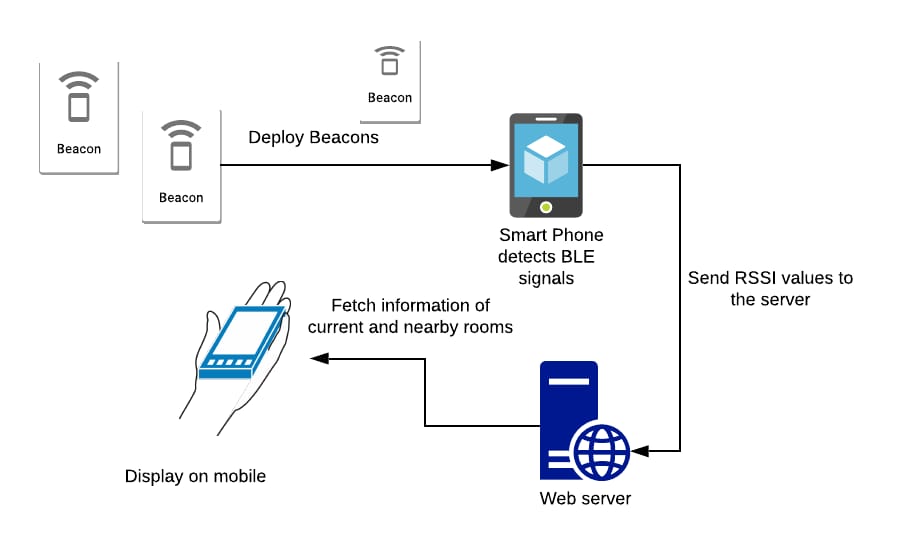 Beacon
Beacon
Beacon
Deploy Beacons
Smart Phone
detects BLE
signals
Send RSSI values to
the server
Fetch information of
current and nearby rooms
Display on mobile
Web server